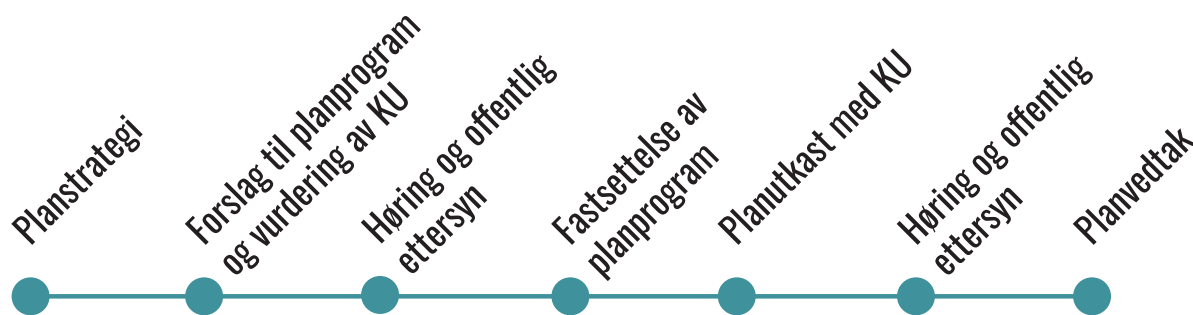 Planstrategi
Forslag til planprogram
og vurdering av KU
Høring og offentlig
ettersyn
Fastsettelse av
planprogram
Planutkast med KU
Høring og offentlig
ettersyn
Planvedtak